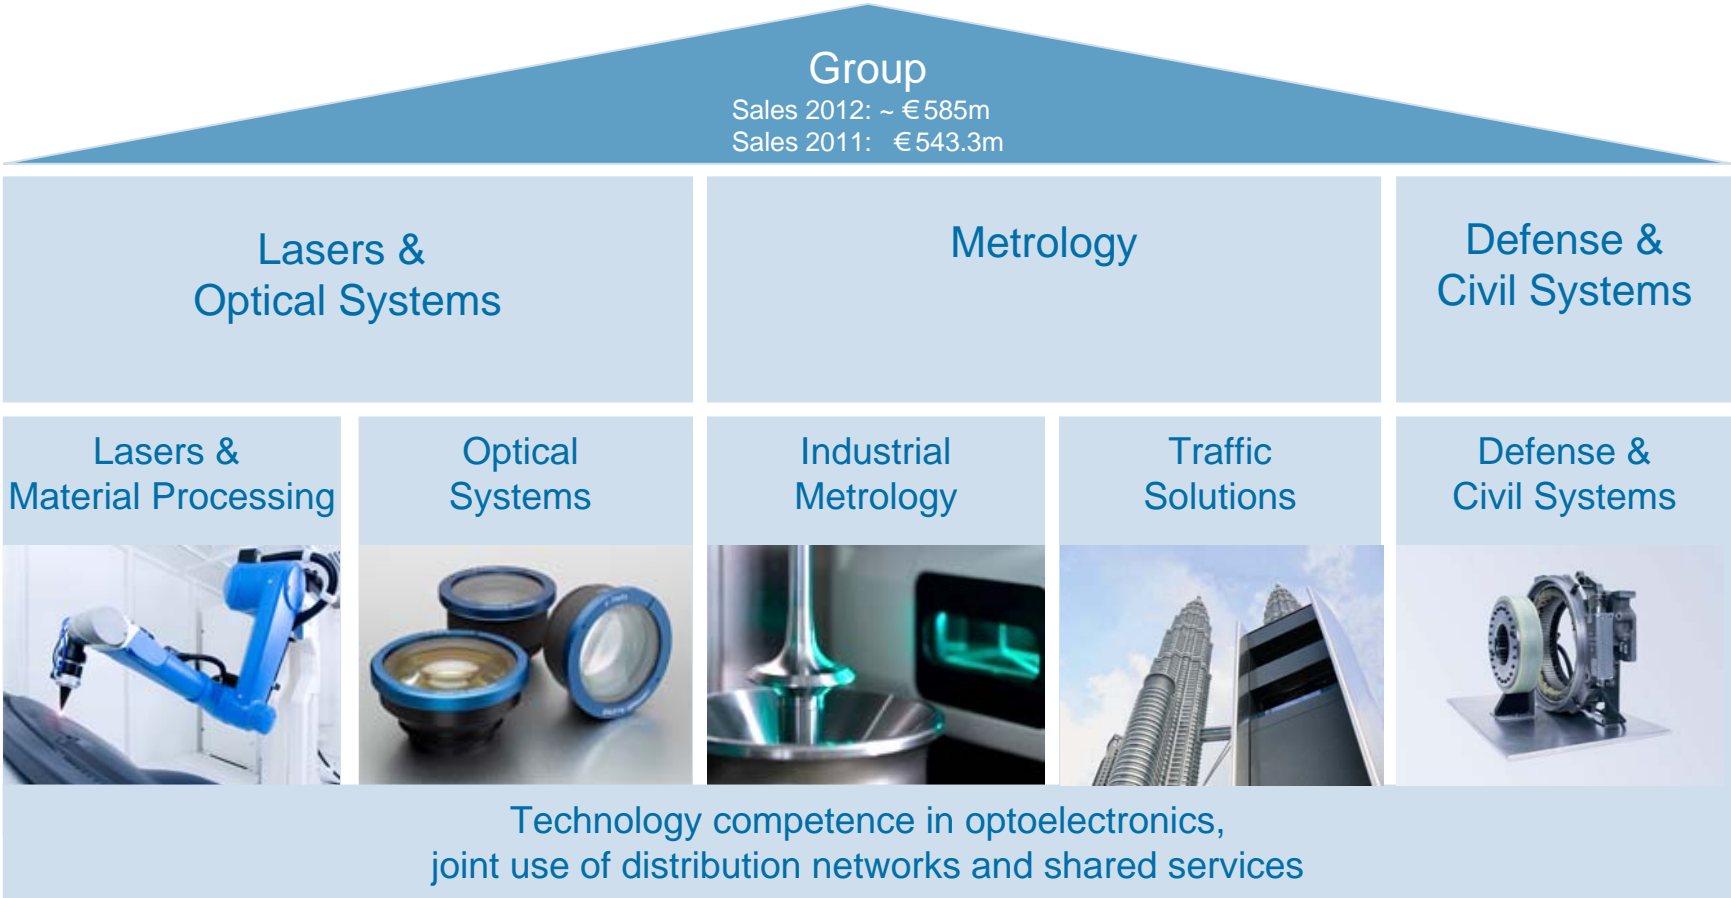 Group
Sales 2012: ~ €585m
Sales 2011: €543.3m
Lasers &
Optical Systems
Metrology
Defense &
Civil Systems
Lasers &
Material Processing
Optical
Systems
Industrial
Metrology
Traffic
Solutions
Defense &
Civil Systems
Technology competence in optoelectronics,
joint use of distribution networks and shared services